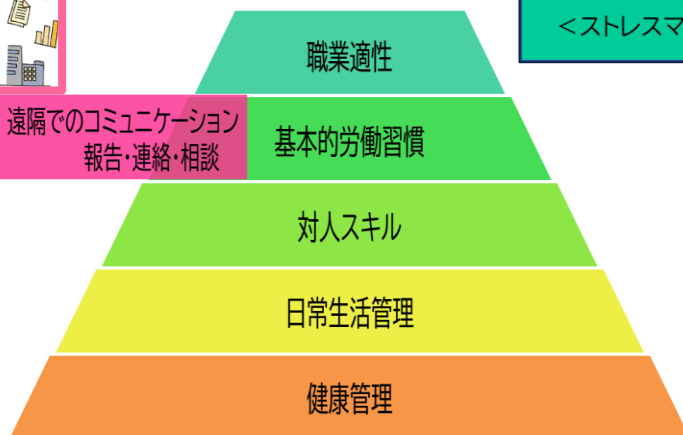 <ストレスマ
職業適性
遠隔でのコミュニケーション
報告・連絡・相談
基本的労働習慣
対人スキル
日常生活管理
健康管理